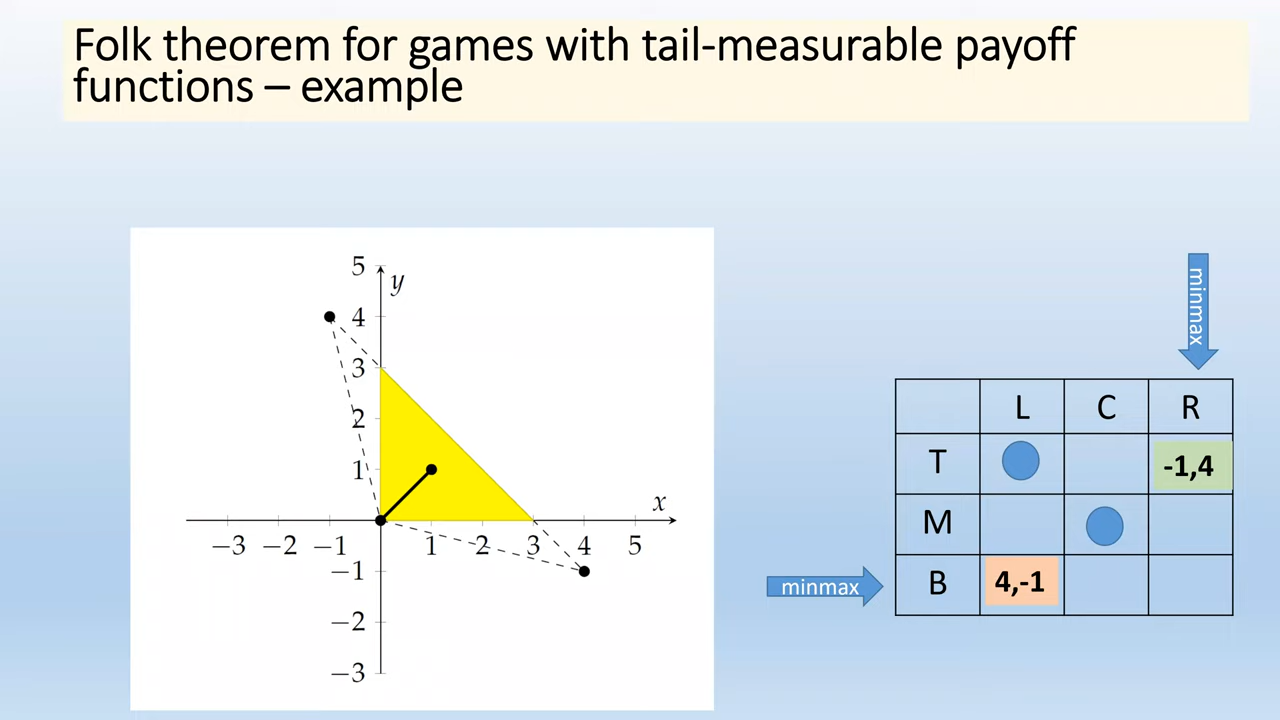 Folk theorem for games with tail-measurable payoff
functions – example
5
y
4
3
2
1
x
−3 −2 −1 1 2 3 4 5
−1
−2
−3
minmax
L C R
T -1,4
M
minmax
B 4,-1